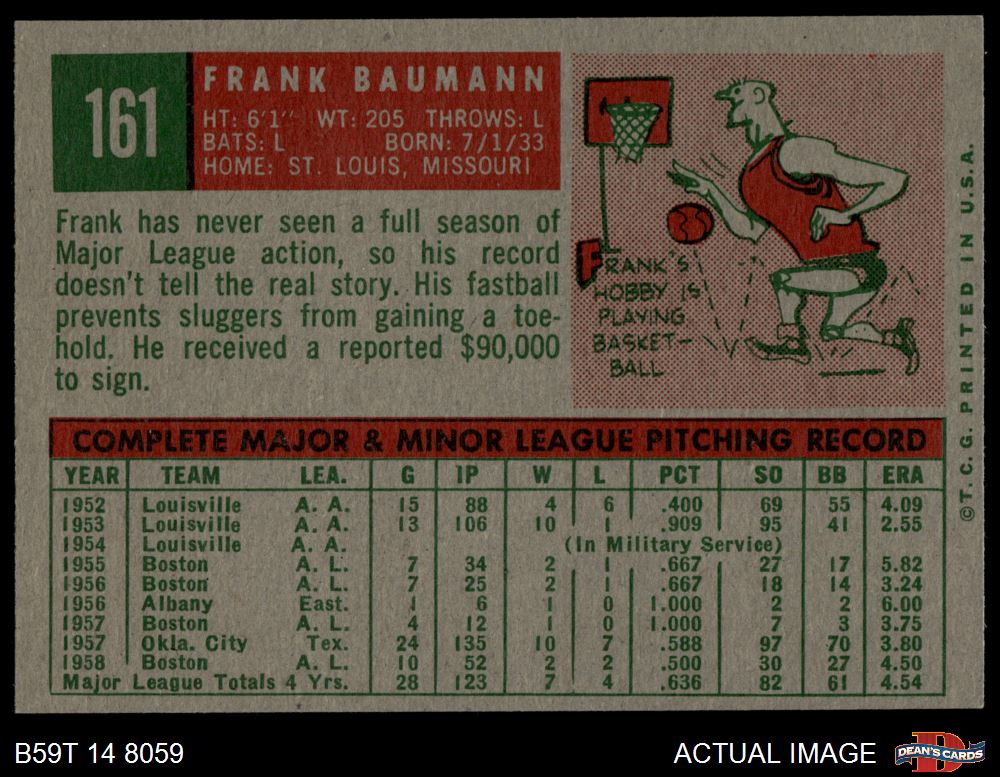 161
FRANK BAUMANN
HT: 6'1" WT: 205 THROWS: L
BATS: L BORN: 7/1/33
HOME: ST. LOUIS, MISSOURI
Frank has never seen a full season of
Major League action, so his record
doesn't tell the real story. His fastball
prevents sluggers from gaining a toe-
hold. He received a reported $90,000
to sign.
FRANK'S
HOBBY IS
PLAYING
BASKET-
BALL
©T. C. G. PRINTED IN U.S.A.
COMPLETE MAJOR & MINOR LEAGUE PITCHING RECORD
YEAR TEAM LEA. G IP W L PCT SO BB ERA
1952 Louisville A. A. 15 88 4 6 .400 69 55 4.09
1953 Louisville A. A. 13 106 10 1 .909 95 41 2.55
1954 Louisville A. A. (In Military Service)
1955 Boston A. L. 7 34 2 1 .667 27 17 5.82
1956 Boston A. L. 7 25 2 1 .667 18 14 3.24
1956 Albany East. 1 6 1 0 1.000 2 2 6.00
1957 Boston A. L. 4 12 1 0 1.000 7 3 3.75
1957 Okla. City Tex. 24 135 10 7 .588 97 70 3.80
1958 Boston A. L. 10 52 2 2 .500 30 27 4.50
Major League Totals 4 Yrs. 28 123 7 4 .636 82 61 4.54
B59T 14 8059
ACTUAL IMAGE
D
DEAN'S CARDS